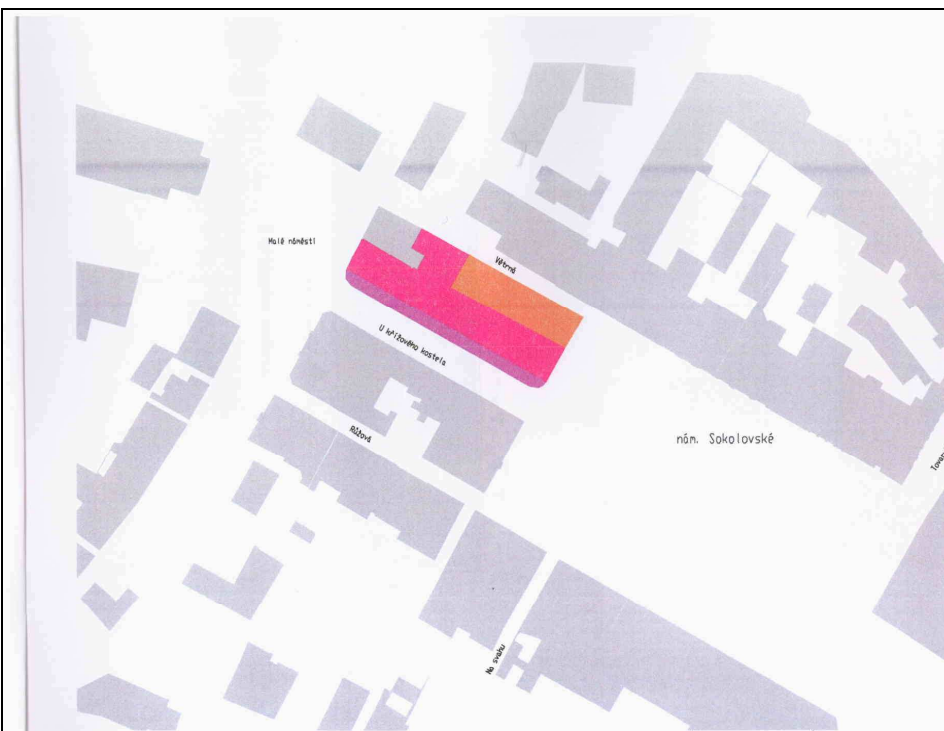 Malé náměstí
Větrná
U křížového kostela
Růžová
nám. Sokolovské
Na svahu